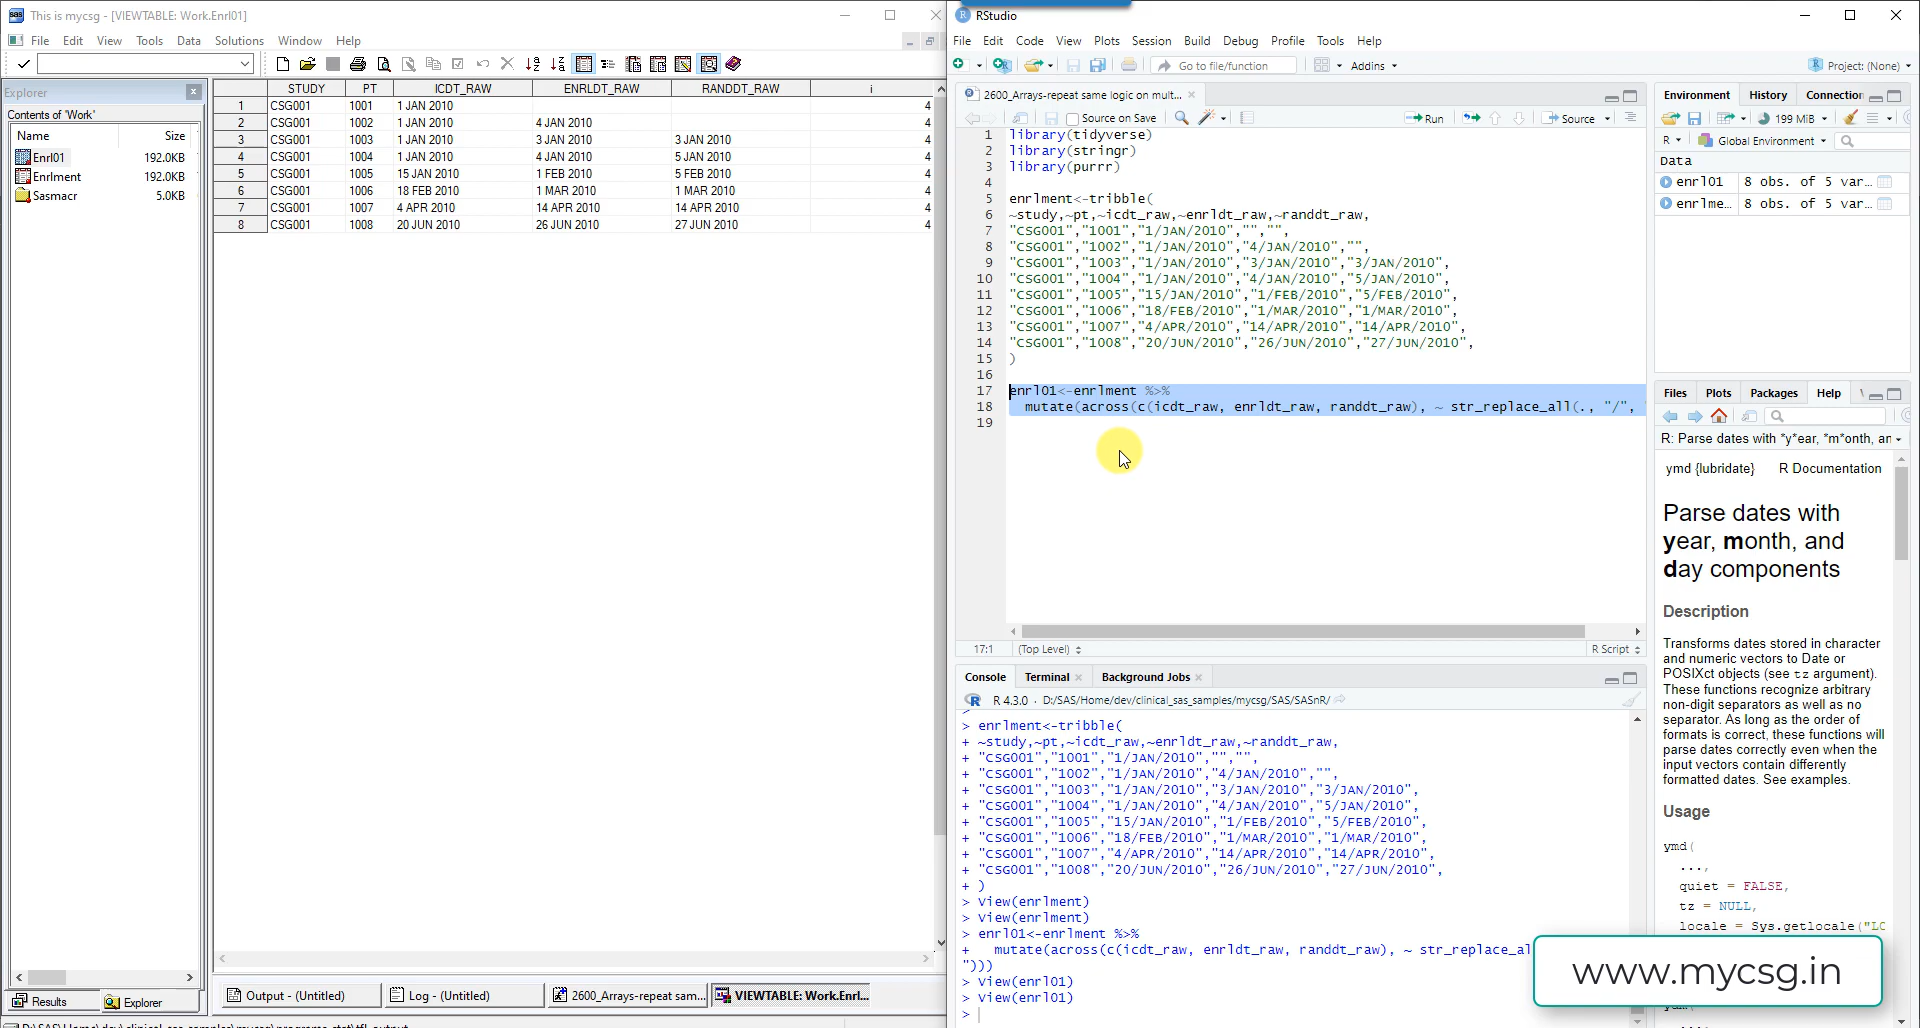 This is mycsg - [VIEWTABLE: Work.Enrl01]
File Edit View Tools Data Solutions Window Help
Explorer
Contents of 'Work'
Name Size
Enrl01 192.0KB
Enrlment 192.0KB
Sasmacr 5.0KB
STUDY PT ICDT_RAW ENRLDT_RAW RANDDT_RAW i
1 CSG001 1001 1 JAN 2010 4
2 CSG001 1002 1 JAN 2010 4 JAN 2010 4
3 CSG001 1003 1 JAN 2010 3 JAN 2010 3 JAN 2010 4
4 CSG001 1004 1 JAN 2010 4 JAN 2010 5 JAN 2010 4
5 CSG001 1005 15 JAN 2010 1 FEB 2010 5 FEB 2010 4
6 CSG001 1006 18 FEB 2010 1 MAR 2010 1 MAR 2010 4
7 CSG001 1007 4 APR 2010 14 APR 2010 14 APR 2010 4
8 CSG001 1008 20 JUN 2010 26 JUN 2010 27 JUN 2010 4
Results Explorer
Output - (Untitled) Log - (Untitled) 2600_Arrays-repeat sam... VIEWTABLE: Work.Enrl...
RStudio
File Edit Code View Plots Session Build Debug Profile Tools Help
Go to file/function Addins Project: (None)
2600_Arrays-repeat same logic on mult...
Source on Save Run Source
1 library(tidyverse)
2 library(stringr)
3 library(purrr)
4
5 enrlment<-tribble(
6 ~study,~pt,~icdt_raw,~enrldt_raw,~randdt_raw,
7 "CSG001","1001","1/JAN/2010","","",
8 "CSG001","1002","1/JAN/2010","4/JAN/2010","",
9 "CSG001","1003","1/JAN/2010","3/JAN/2010","3/JAN/2010",
10 "CSG001","1004","1/JAN/2010","4/JAN/2010","5/JAN/2010",
11 "CSG001","1005","15/JAN/2010","1/FEB/2010","5/FEB/2010",
12 "CSG001","1006","18/FEB/2010","1/MAR/2010","1/MAR/2010",
13 "CSG001","1007","4/APR/2010","14/APR/2010","14/APR/2010",
14 "CSG001","1008","20/JUN/2010","26/JUN/2010","27/JUN/2010",
15 )
16
17 enrl01<-enrlment %>%
18 mutate(across(c(icdt_raw, enrldt_raw, randdt_raw), ~ str_replace_all(., "/",
19
17:1 (Top Level) R Script
Console Terminal Background Jobs
R 4.3.0 · D:/SAS/Home/dev/clinical_sas_samples/mycsg/SAS/SASnR/
> enrlment<-tribble(
+ ~study,~pt,~icdt_raw,~enrldt_raw,~randdt_raw,
+ "CSG001","1001","1/JAN/2010","","",
+ "CSG001","1002","1/JAN/2010","4/JAN/2010","",
+ "CSG001","1003","1/JAN/2010","3/JAN/2010","3/JAN/2010",
+ "CSG001","1004","1/JAN/2010","4/JAN/2010","5/JAN/2010",
+ "CSG001","1005","15/JAN/2010","1/FEB/2010","5/FEB/2010",
+ "CSG001","1006","18/FEB/2010","1/MAR/2010","1/MAR/2010",
+ "CSG001","1007","4/APR/2010","14/APR/2010","14/APR/2010",
+ "CSG001","1008","20/JUN/2010","26/JUN/2010","27/JUN/2010",
+ )
> View(enrlment)
> View(enrlment)
> enrl01<-enrlment %>%
+ mutate(across(c(icdt_raw, enrldt_raw, randdt_raw), ~ str_replace_al
")))
> View(enrl01)
> View(enrl01)
>
Environment History Connection
199 MiB
R Global Environment
Data
enrl01 8 obs. of 5 var...
enrlme... 8 obs. of 5 var...
Files Plots Packages Help
R: Parse dates with *y*ear, *m*onth, an
ymd {lubridate} R Documentation
Parse dates with
year, month, and
day components
Description
Transforms dates stored in character
and numeric vectors to Date or
POSIXct objects (see tz argument).
These functions recognize arbitrary
non-digit separators as well as no
separator. As long as the order of
formats is correct, these functions will
parse dates correctly even when the
input vectors contain differently
formatted dates. See examples.
Usage
ymd(
...,
quiet = FALSE,
tz = NULL,
locale = Sys.getlocale("LC
www.mycsg.in